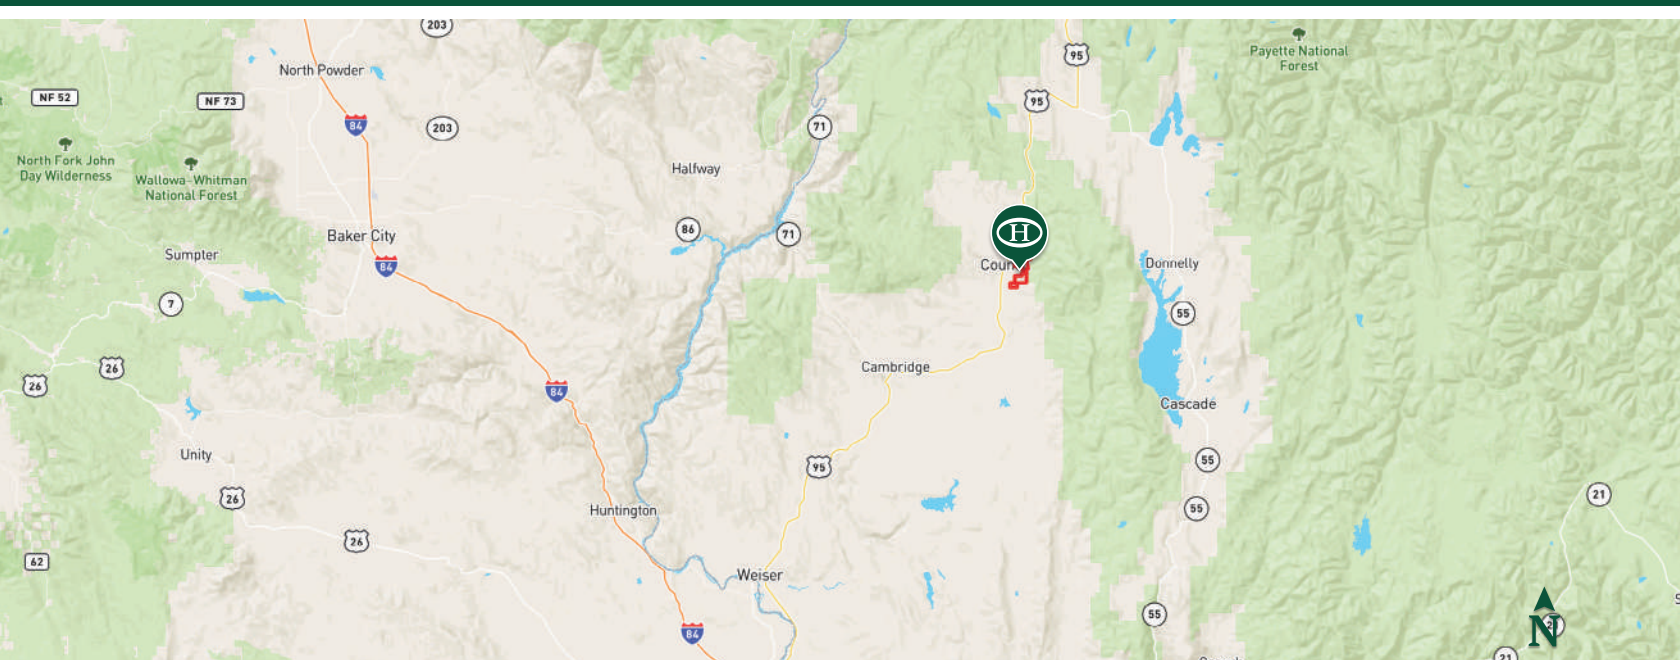 203
95
Payette National
Forest
North Powder
NF 52
NF 73
95
84
203
71
North Fork John
Day Wilderness
Halfway
Wallowa-Whitman
National Forest
86
71
H
Baker City
Sumpter
84
Donnelly
7
55
26
26
Cambridge
84
Cascade
Unity
55
95
21
26
55
Huntington
26
62
Weiser
55
84
N
21